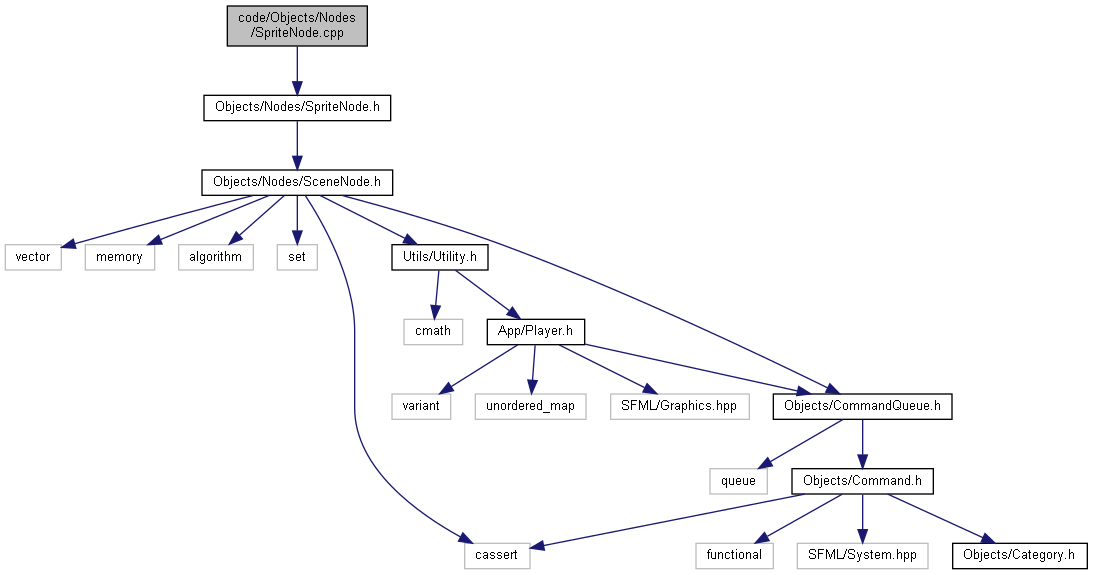 code/Objects/Nodes
/SpriteNode.cpp
Objects/Nodes/SpriteNode.h
Objects/Nodes/SceneNode.h
vector
memory
algorithm
set
Utils/Utility.h
cmath
App/Player.h
variant
unordered_map
SFML/Graphics.hpp
Objects/CommandQueue.h
queue
Objects/Command.h
cassert
functional
SFML/System.hpp
Objects/Category.h